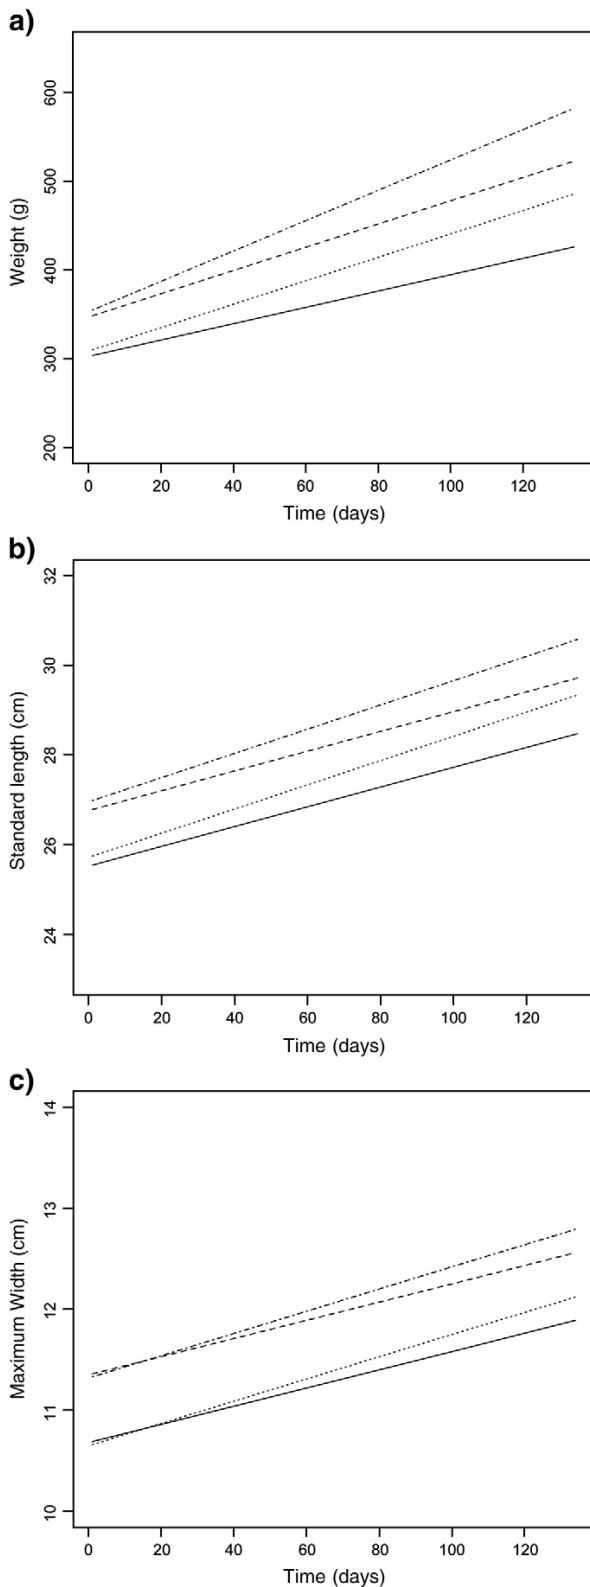 a)
600
500
400
300
200
Weight (g)
0 20 40 60 80 100 120
Time (days)
b)
32
30
28
26
24
Standard length (cm)
0 20 40 60 80 100 120
Time (days)
c)
14
13
12
11
10
Maximum Width (cm)
0 20 40 60 80 100 120
Time (days)